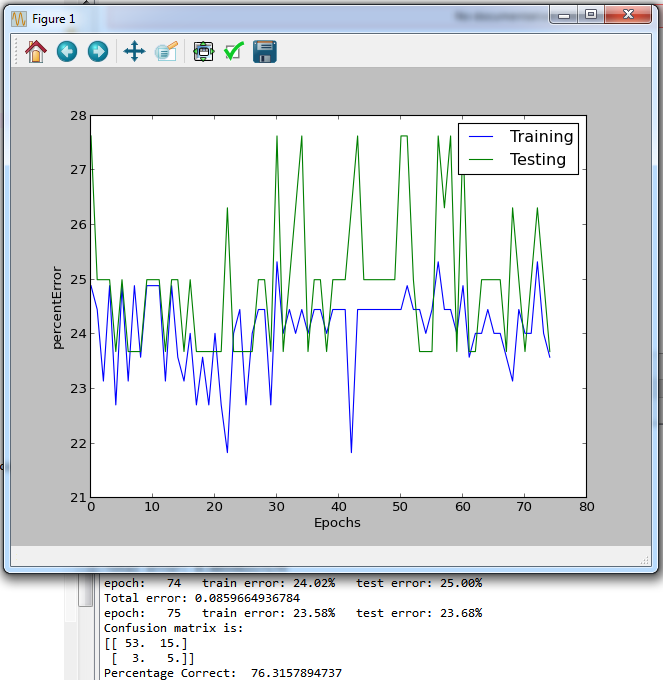 Figure 1
28
27
26
25
24
23
22
21
percentError
Training
Testing
0 10 20 30 40 50 60 70 80
Epochs
epoch: 74 train error: 24.02% test error: 25.00%
Total error: 0.0859664936784
epoch: 75 train error: 23.58% test error: 23.68%
Confusion matrix is:
[[ 53. 15.]
[ 3. 5.]]
Percentage Correct: 76.3157894737